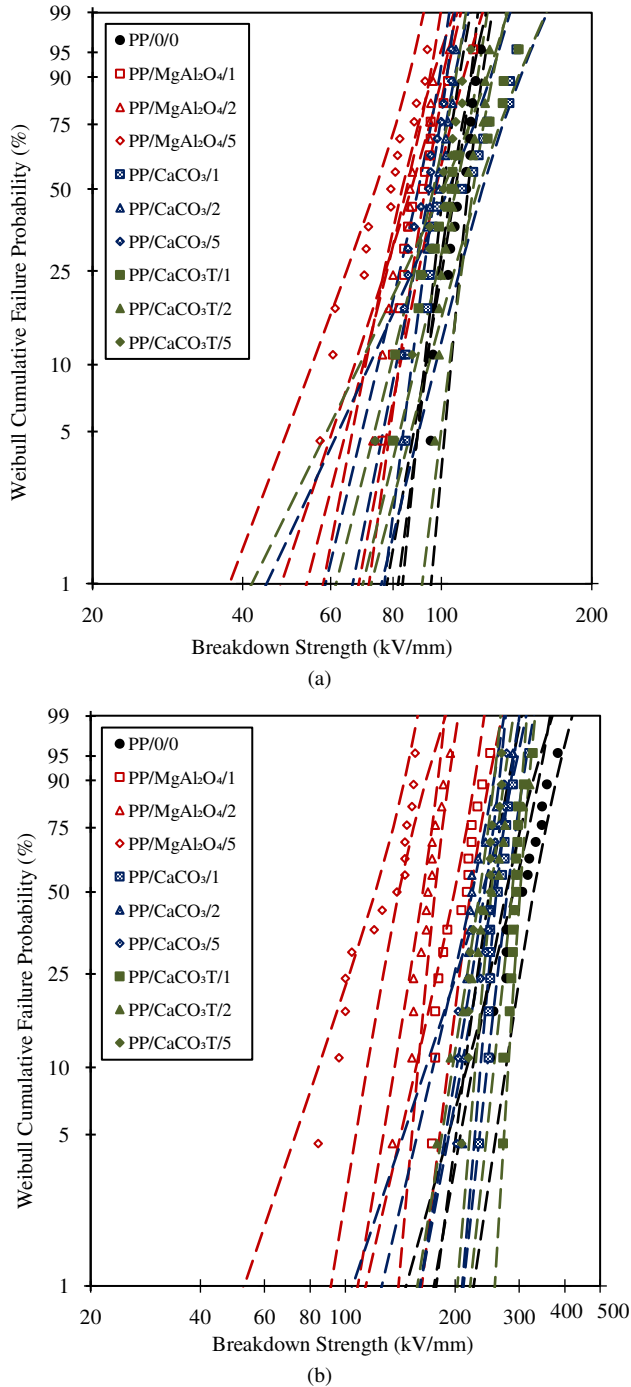 99
95
90
75
50
25
10
5
1
Weibull Cumulative Failure Probability (%)
PP/0/0
PP/MgAl₂O₄/1
PP/MgAl₂O₄/2
PP/MgAl₂O₄/5
PP/CaCO₃/1
PP/CaCO₃/2
PP/CaCO₃/5
PP/CaCO₃T/1
PP/CaCO₃T/2
PP/CaCO₃T/5
20 40 60 80 100 200
Breakdown Strength (kV/mm)
(a)
99
95
90
75
50
25
10
5
1
Weibull Cumulative Failure Probability (%)
PP/0/0
PP/MgAl₂O₄/1
PP/MgAl₂O₄/2
PP/MgAl₂O₄/5
PP/CaCO₃/1
PP/CaCO₃/2
PP/CaCO₃/5
PP/CaCO₃T/1
PP/CaCO₃T/2
PP/CaCO₃T/5
20 40 60 80 100 200 300 400 500
Breakdown Strength (kV/mm)
(b)